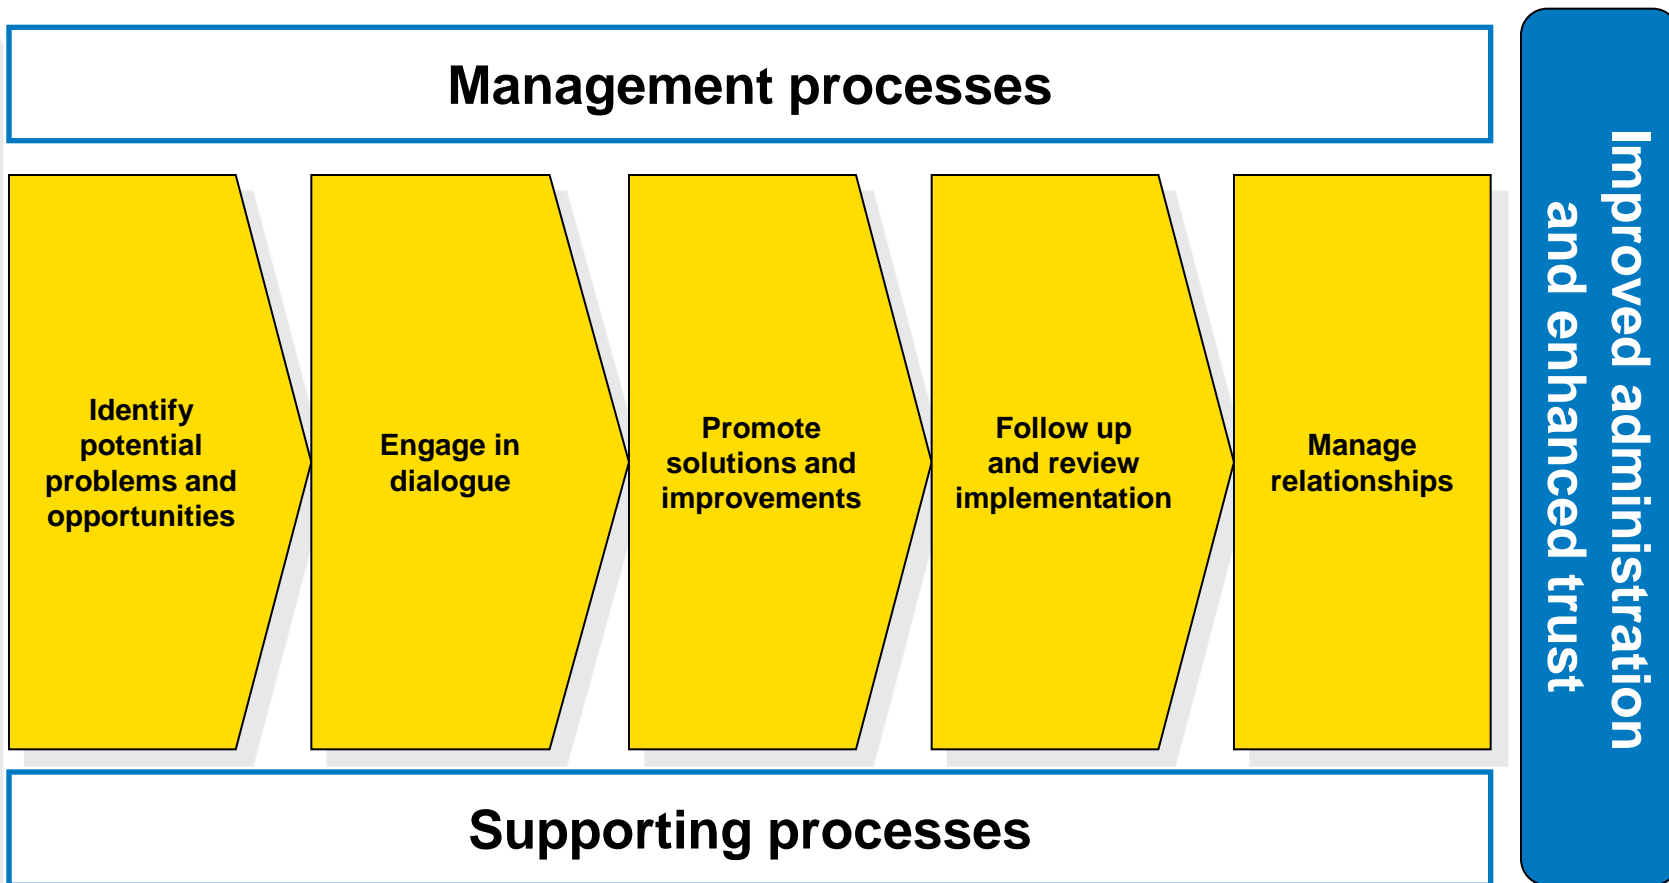 Management processes
Identify
potential
problems and
opportunities
Engage in
dialogue
Promote
solutions and
improvements
Follow up
and review
implementation
Manage
relationships
Supporting processes
Improved administration
and enhanced trust